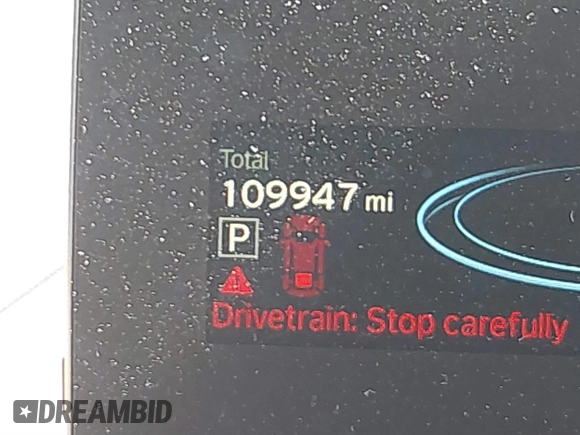 Total
109947 mi
P
Drivetrain: Stop carefully
DREAMBID